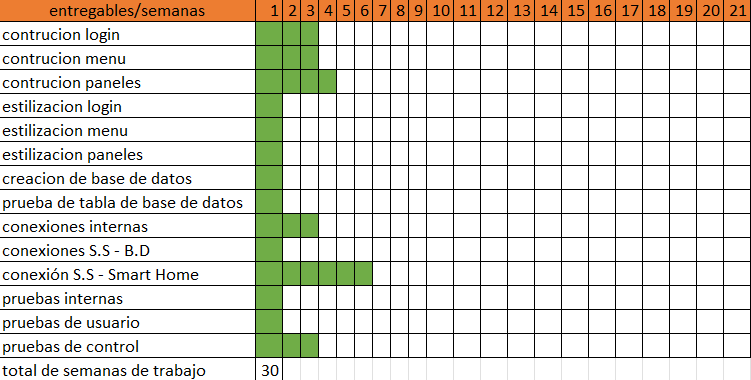 entregables/semanas 1 2 3 4 5 6 7 8 9 10 11 12 13 14 15 16 17 18 19 20 21
contrucion login
contrucion menu
contrucion paneles
estilizacion login
estilizacion menu
estilizacion paneles
creacion de base de datos
prueba de tabla de base de datos
conexiones internas
conexiones S.S - B.D
conexión S.S - Smart Home
pruebas internas
pruebas de usuario
pruebas de control
total de semanas de trabajo 30